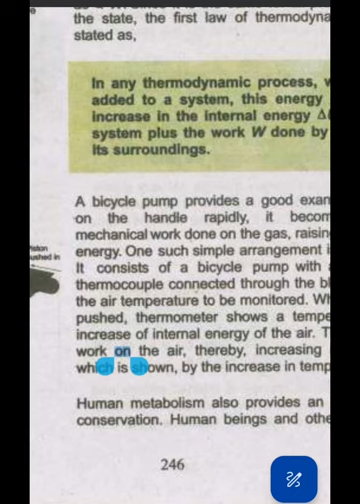 the state, the first law of thermodyna
stated as,
In any thermodynamic process, w
added to a system, this energy
increase in the internal energy Δ
system plus the work W done by
its surroundings.
A bicycle pump provides a good exam
on the handle rapidly, it becom
mechanical work done on the gas, raisin
energy. One such simple arrangement i
It consists of a bicycle pump with
thermocouple connected through the bl
the air temperature to be monitored. Wh
pushed, thermometer shows a tempe
increase of internal energy of the air. T
work on the air, thereby, increasing
which is shown, by the increase in temp
Human metabolism also provides an
conservation. Human beings and othe
piston
ushed in
246